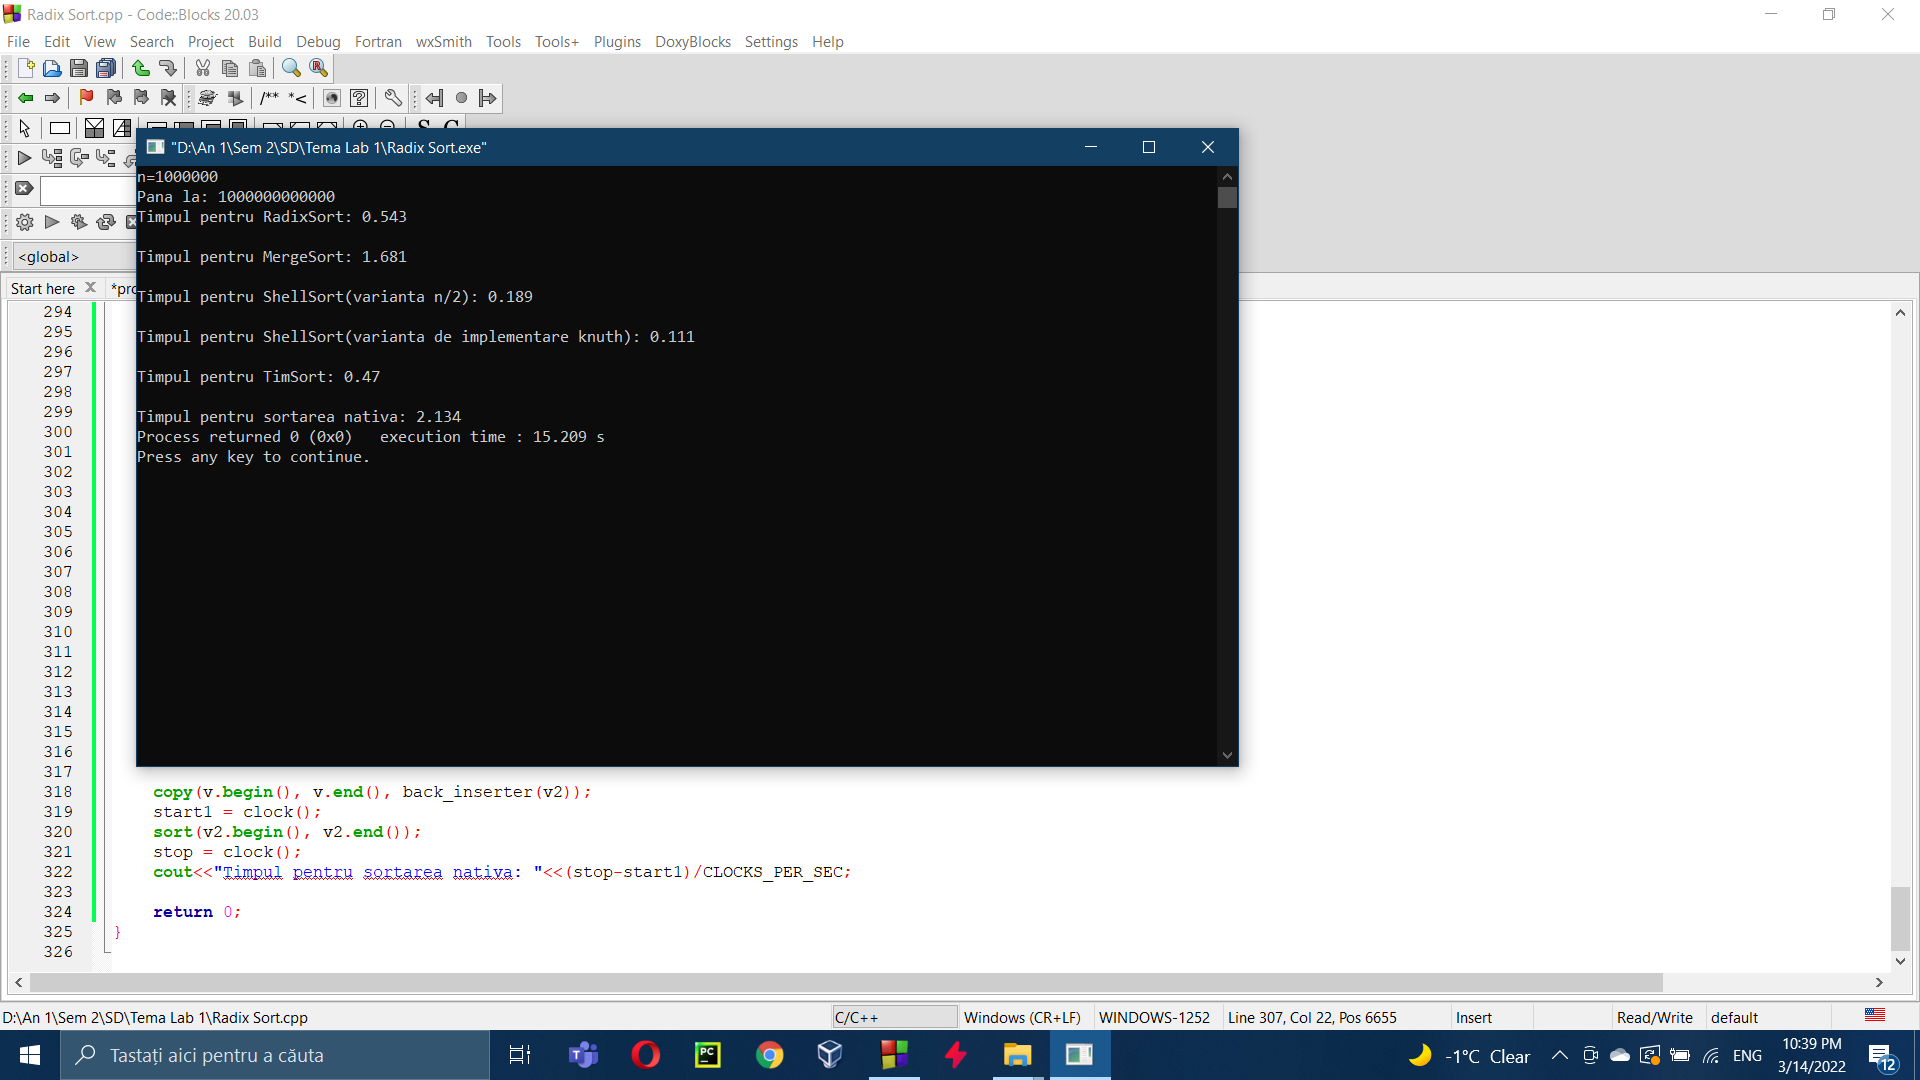 Radix Sort.cpp - Code::Blocks 20.03
File Edit View Search Project Build Debug Fortran wxSmith Tools Tools+ Plugins DoxyBlocks Settings Help
/** *<
"D:\An 1\Sem 2\SD\Tema Lab 1\Radix Sort.exe"
n=1000000
Pana la: 1000000000000
Timpul pentru RadixSort: 0.543
Timpul pentru MergeSort: 1.681
Timpul pentru ShellSort(varianta n/2): 0.189
Timpul pentru ShellSort(varianta de implementare knuth): 0.111
Timpul pentru TimSort: 0.47
Timpul pentru sortarea nativa: 2.134
Process returned 0 (0x0)   execution time : 15.209 s
Press any key to continue.
<global>
Start here
294
295
296
297
298
299
300
301
302
303
304
305
306
307
308
309
310
311
312
313
314
315
316
317
318 copy(v.begin(), v.end(), back_inserter(v2));
319 start1 = clock();
320 sort(v2.begin(), v2.end());
321 stop = clock();
322 cout<<"Timpul pentru sortarea nativa: "<<(stop-start1)/CLOCKS_PER_SEC;
323
324 return 0;
325 }
326
D:\An 1\Sem 2\SD\Tema Lab 1\Radix Sort.cpp C/C++ Windows (CR+LF) WINDOWS-1252 Line 307, Col 22, Pos 6655 Insert Read/Write default
Tastați aici pentru a căuta
PC
-1°C Clear
ENG
10:39 PM
3/14/2022
12